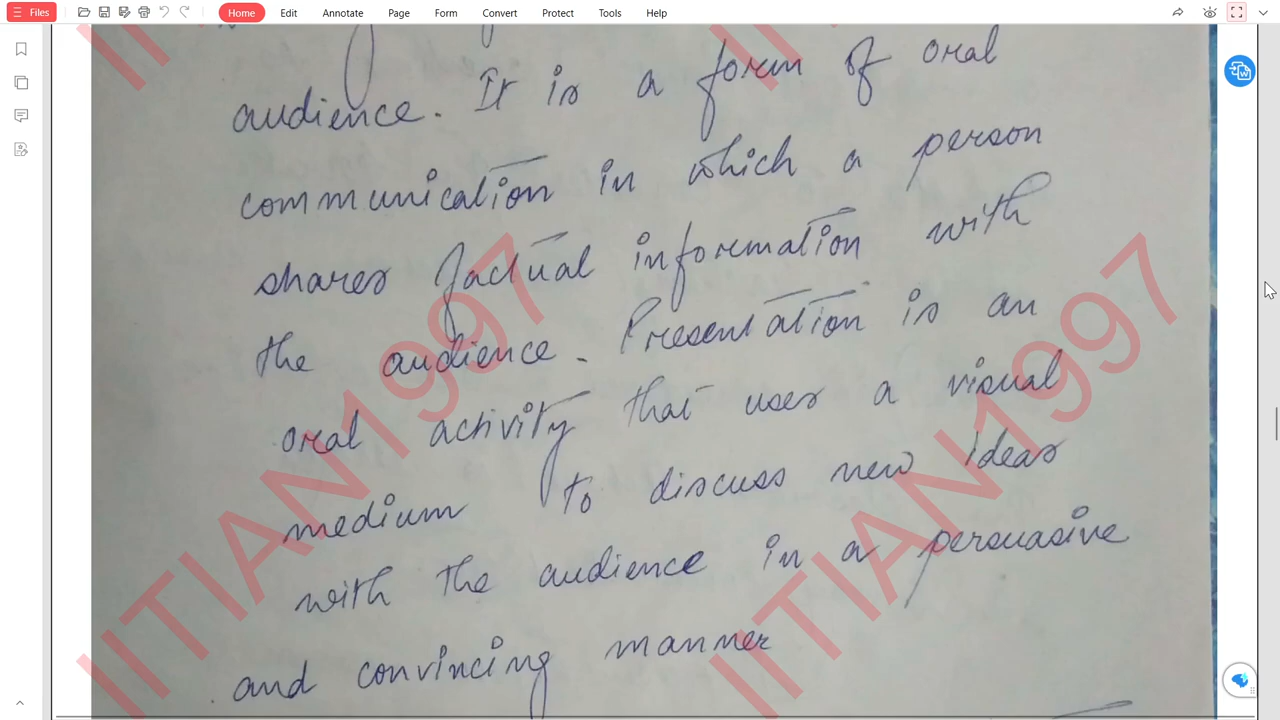 Files
Home Edit Annotate Page Form Convert Protect Tools Help
audience. It is a form of oral
communication in which a person
shares factual information with
the audience. Presentation is an
oral activity that uses a visual
medium to discuss new ideas
with the audience in a persuasive
and convincing manner
IITIAN1997
IITIAN1997